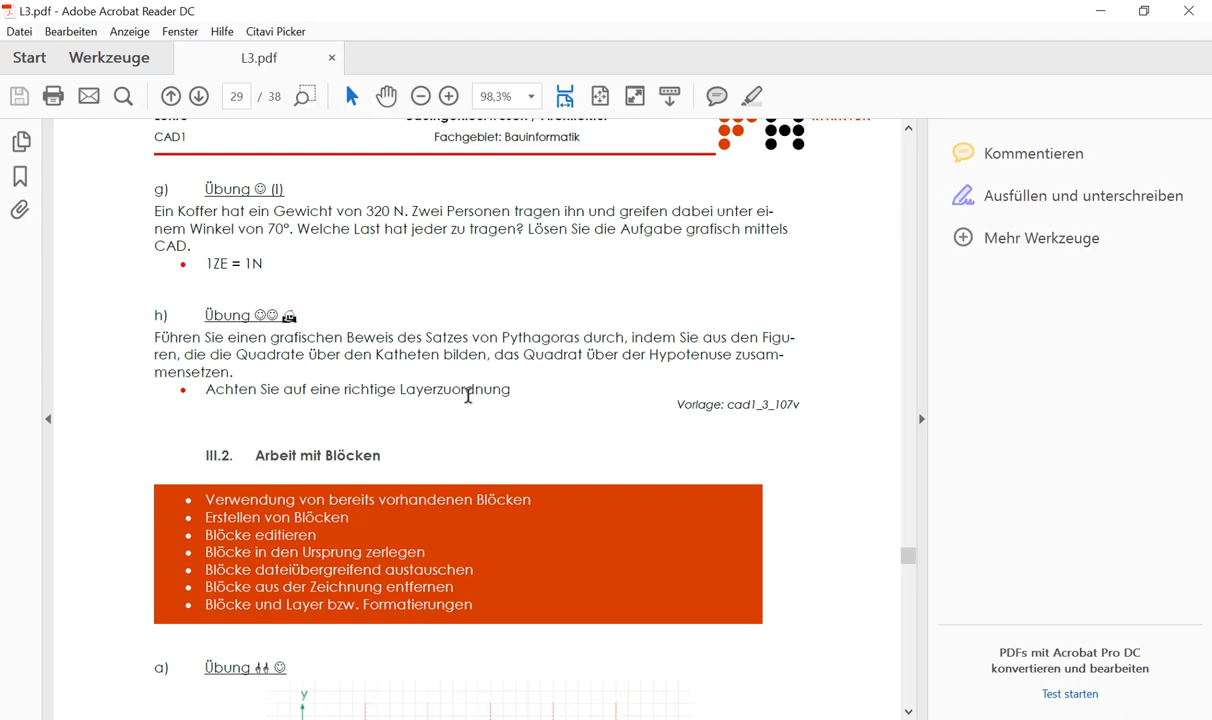 L3.pdf - Adobe Acrobat Reader DC
Datei Bearbeiten Anzeige Fenster Hilfe Citavi Picker
Start Werkzeuge L3.pdf ×
29 / 38 98,3%
CAD1 Fachgebiet: Bauinformatik
g) Übung ☺ (I)
Ein Koffer hat ein Gewicht von 320 N. Zwei Personen tragen ihn und greifen dabei unter ei-
nem Winkel von 70°. Welche Last hat jeder zu tragen? Lösen Sie die Aufgabe grafisch mittels
CAD.
• 1ZE = 1N
h) Übung ☺☺
Führen Sie einen grafischen Beweis des Satzes von Pythagoras durch, indem Sie aus den Figu-
ren, die die Quadrate über den Katheten bilden, das Quadrat über der Hypotenuse zusam-
mensetzen.
• Achten Sie auf eine richtige Layerzuordnung
Vorlage: cad1_3_107v
III.2. Arbeit mit Blöcken
• Verwendung von bereits vorhandenen Blöcken
• Erstellen von Blöcken
• Blöcke editieren
• Blöcke in den Ursprung zerlegen
• Blöcke dateiübergreifend austauschen
• Blöcke aus der Zeichnung entfernen
• Blöcke und Layer bzw. Formatierungen
a) Übung ☺
y
Kommentieren
Ausfüllen und unterschreiben
Mehr Werkzeuge
PDFs mit Acrobat Pro DC
konvertieren und bearbeiten
Test starten